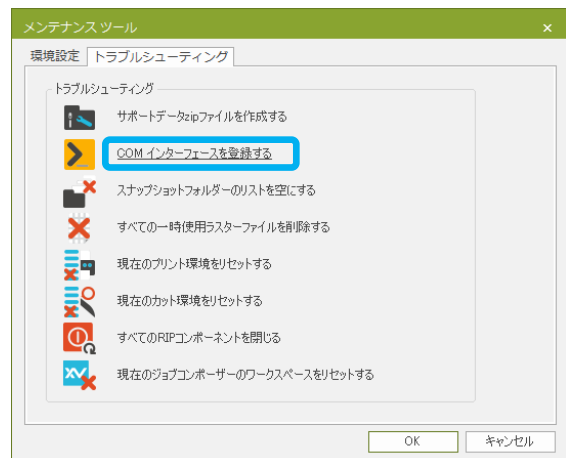 メンテナンス ツール
環境設定 トラブルシューティング
トラブルシューティング
サポートデータzipファイルを作成する
COM インターフェースを登録する
スナップショットフォルダーのリストを空にする
すべての一時使用ラスターファイルを削除する
現在のプリント環境をリセットする
現在のカット環境をリセットする
すべてのRIPコンポーネントを閉じる
現在のジョブコンポーザーのワークスペースをリセットする
OK キャンセル